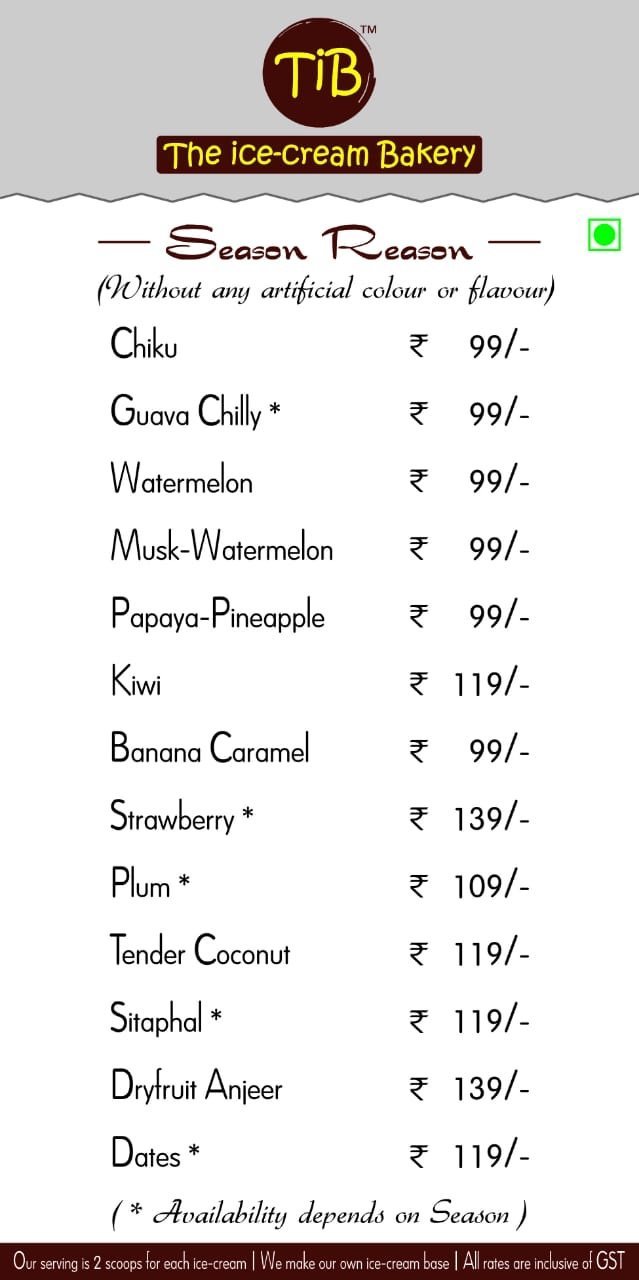 TiB TM
The ice-cream Bakery
Season Reason
(Without any artificial colour or flavour)
Chiku ₹ 99/-
Guava Chilly * ₹ 99/-
Watermelon ₹ 99/-
Musk-Watermelon ₹ 99/-
Papaya-Pineapple ₹ 99/-
Kiwi ₹ 119/-
Banana Caramel ₹ 99/-
Strawberry * ₹ 139/-
Plum * ₹ 109/-
Tender Coconut ₹ 119/-
Sitaphal * ₹ 119/-
Dryfruit Anjeer ₹ 139/-
Dates * ₹ 119/-
( * Availability depends on Season )
Our serving is 2 scoops for each ice-cream | We make our own ice-cream base | All rates are inclusive of GST